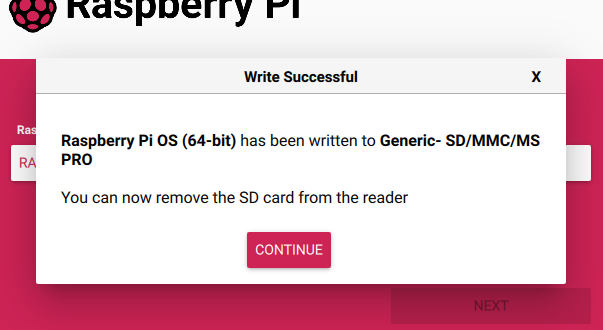 Raspberry Pi
Write Successful
X
Ras
RA
Raspberry Pi OS (64-bit) has been written to Generic- SD/MMC/MS
PRO
You can now remove the SD card from the reader
CONTINUE
NEXT